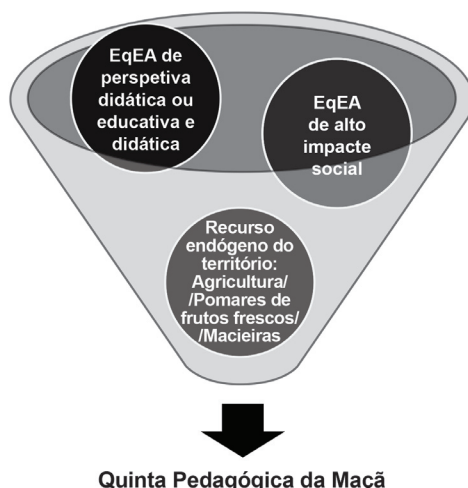 EqEA de
perspetiva
didática ou
educativa e
didática
EqEA
de alto
impacte
social
Recurso
endógeno do
território:
Agricultura/
/Pomares de
frutos frescos/
/Macieiras
Quinta Pedagógica da Maçã